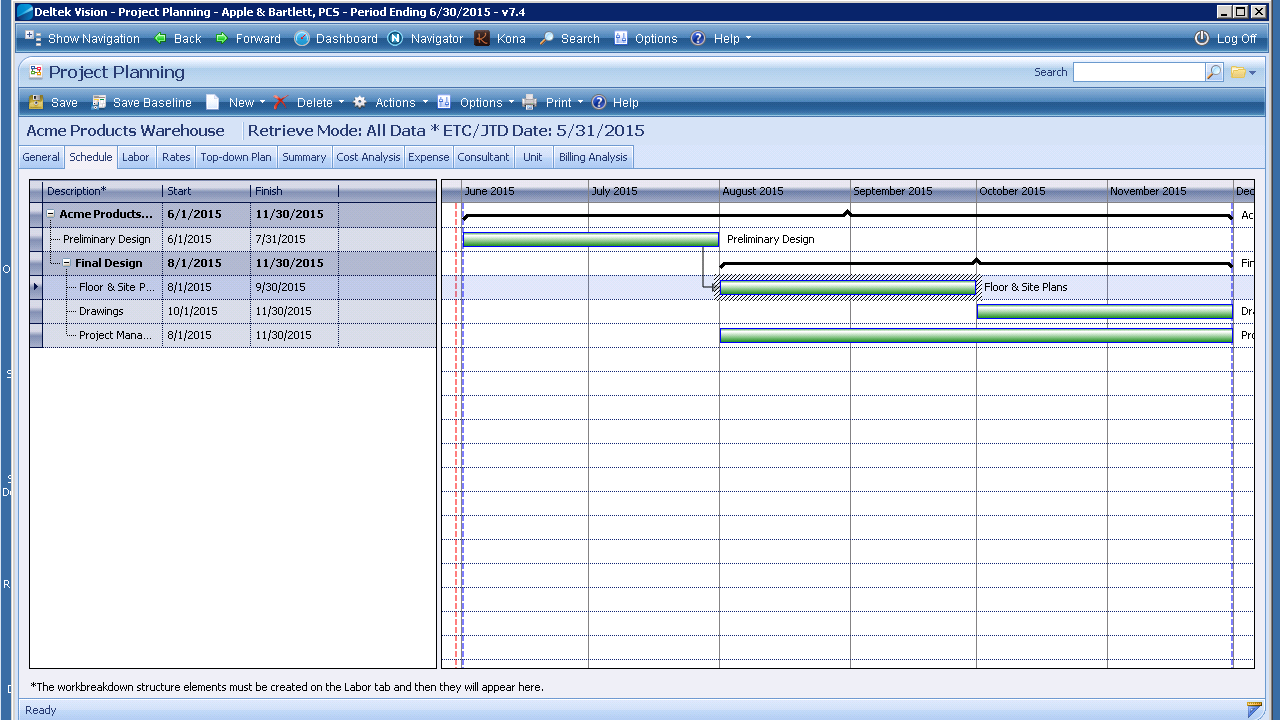 Deltek Vision - Project Planning - Apple & Bartlett, PCS - Period Ending 6/30/2015 - v7.4
Show Navigation Back Forward Dashboard Navigator Kona Search Options Help Log Off
Project Planning Search
Save Save Baseline New Delete Actions Options Print Help
Acme Products Warehouse Retrieve Mode: All Data * ETC/JTD Date: 5/31/2015
General Schedule Labor Rates Top-down Plan Summary Cost Analysis Expense Consultant Unit Billing Analysis
Description* Start Finish June 2015 July 2015 August 2015 September 2015 October 2015 November 2015 Dec
Acme Products... 6/1/2015 11/30/2015 Ac
Preliminary Design 6/1/2015 7/31/2015 Preliminary Design
Final Design 8/1/2015 11/30/2015 Fin
Floor & Site P... 8/1/2015 9/30/2015 Floor & Site Plans
Drawings 10/1/2015 11/30/2015 Dra
Project Mana... 8/1/2015 11/30/2015 Pro
*The workbreakdown structure elements must be created on the Labor tab and then they will appear here.
Ready